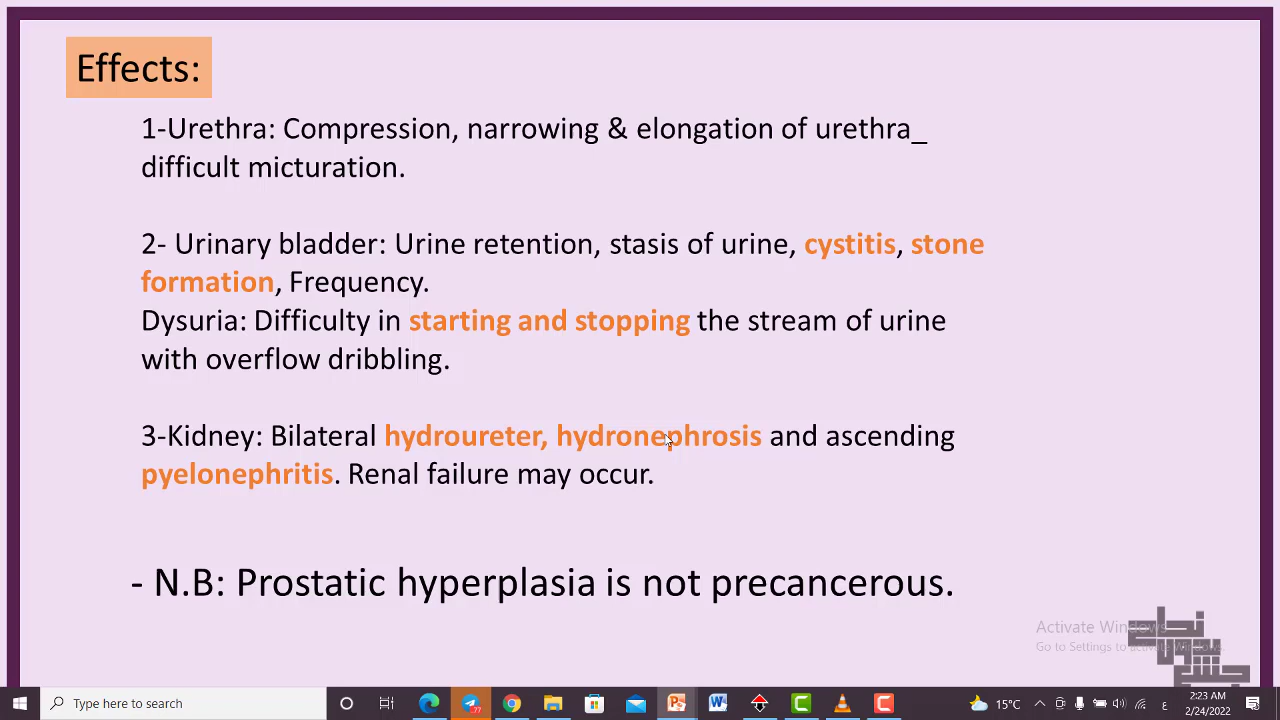 Effects:
1-Urethra: Compression, narrowing & elongation of urethra_
difficult micturation.
2- Urinary bladder: Urine retention, stasis of urine, cystitis, stone
formation, Frequency.
Dysuria: Difficulty in starting and stopping the stream of urine
with overflow dribbling.
3-Kidney: Bilateral hydroureter, hydronephrosis and ascending
pyelonephritis. Renal failure may occur.
- N.B: Prostatic hyperplasia is not precancerous.
Activate Windows
Go to Settings to activate Windows.
Type here to search
77
15°C
ع
2:23 AM
2/24/2022